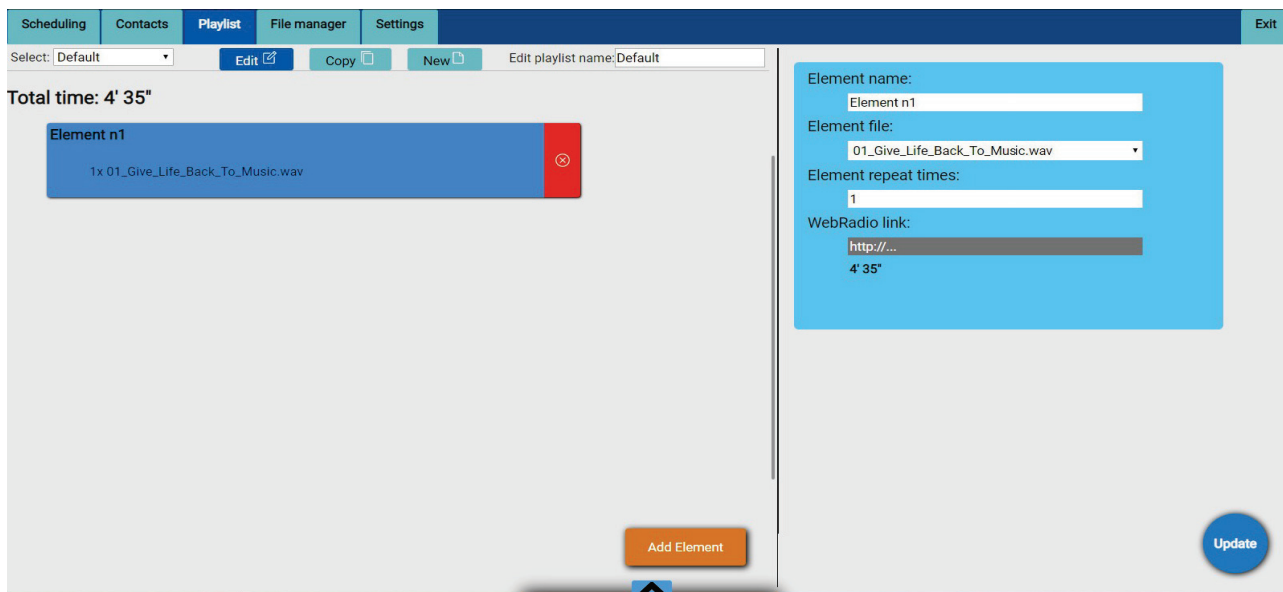 Scheduling Contacts Playlist File manager Settings Exit
Select: Default Edit Copy New Edit playlist name: Default
Total time: 4' 35"
Element n1
1x 01_Give_Life_Back_To_Music.wav
Add Element
Element name:
Element n1
Element file:
01_Give_Life_Back_To_Music.wav
Element repeat times:
1
WebRadio link:
http://...
4' 35"
Update